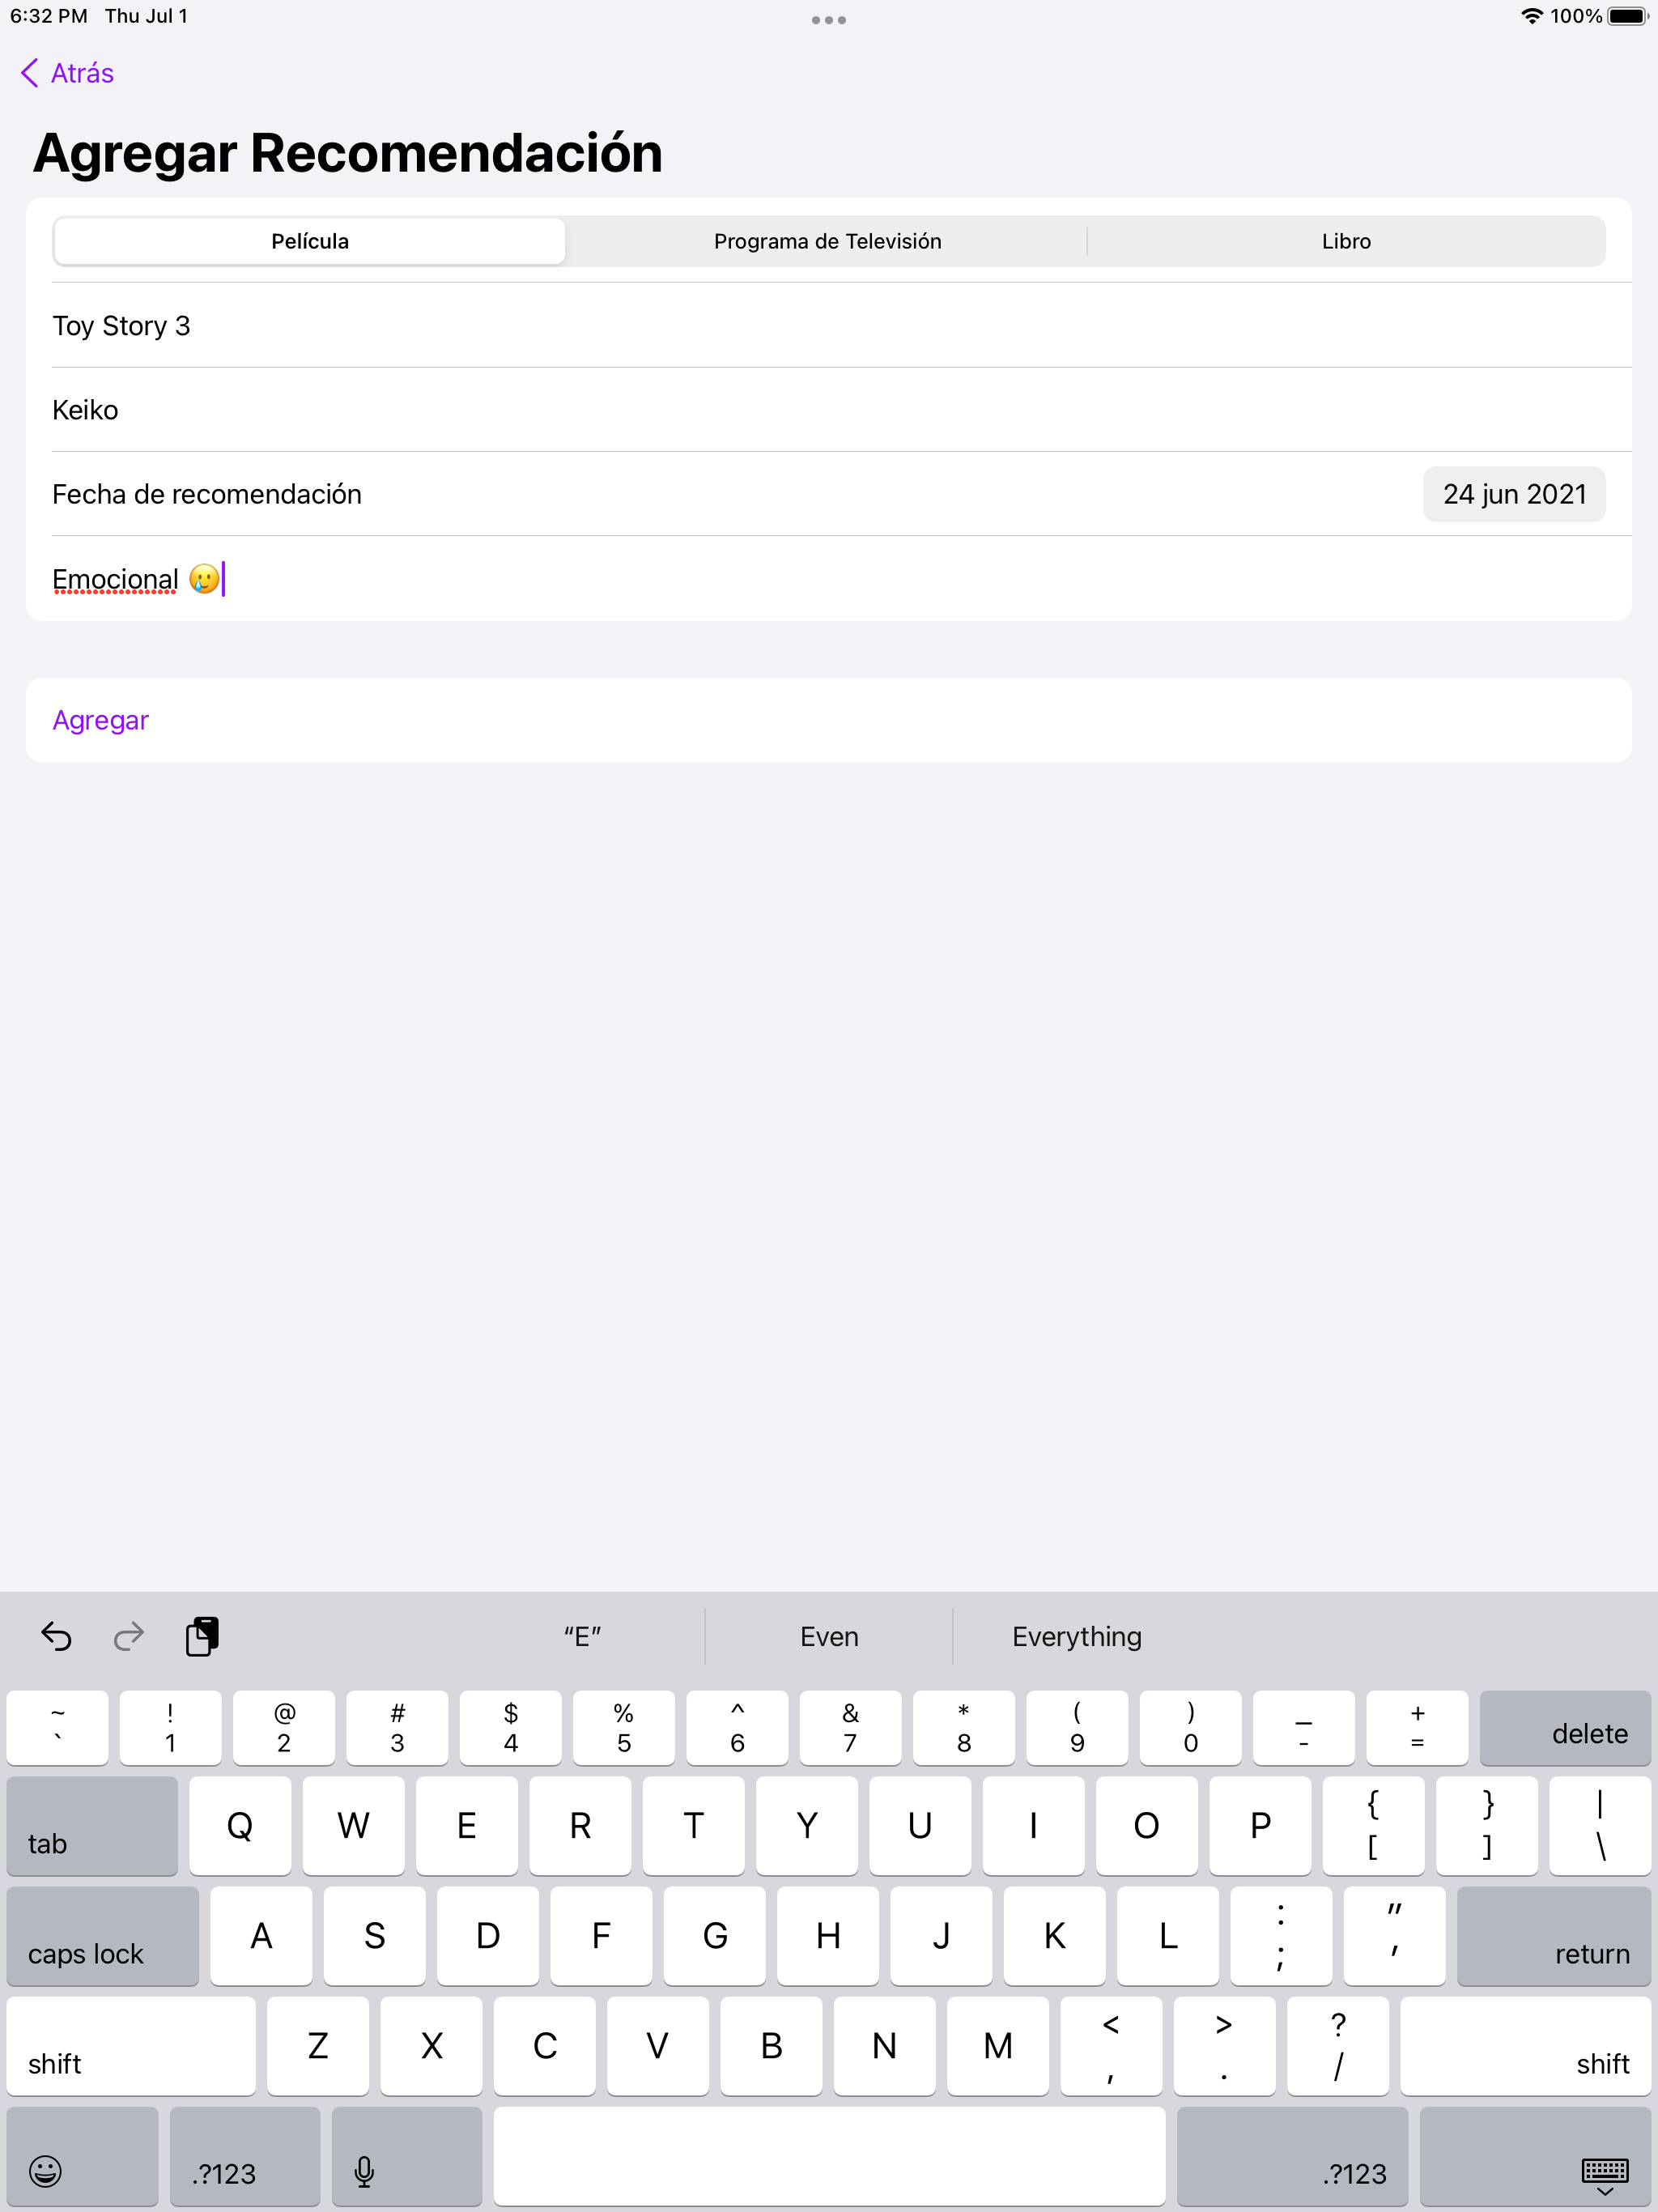 6:32 PM Thu Jul 1 100%
Atrás
Agregar Recomendación
Película Programa de Televisión Libro
Toy Story 3
Keiko
Fecha de recomendación 24 jun 2021
Emocional 🥲
Agregar
“E” Even Everything
~ ! @ # $ % ^ & * ( ) _ +
` 1 2 3 4 5 6 7 8 9 0 - = delete
tab Q W E R T Y U I O P { [ } ] | \
caps lock A S D F G H J K L : ; " ' return
shift Z X C V B N M < , > . ? / shift
.?123 .?123